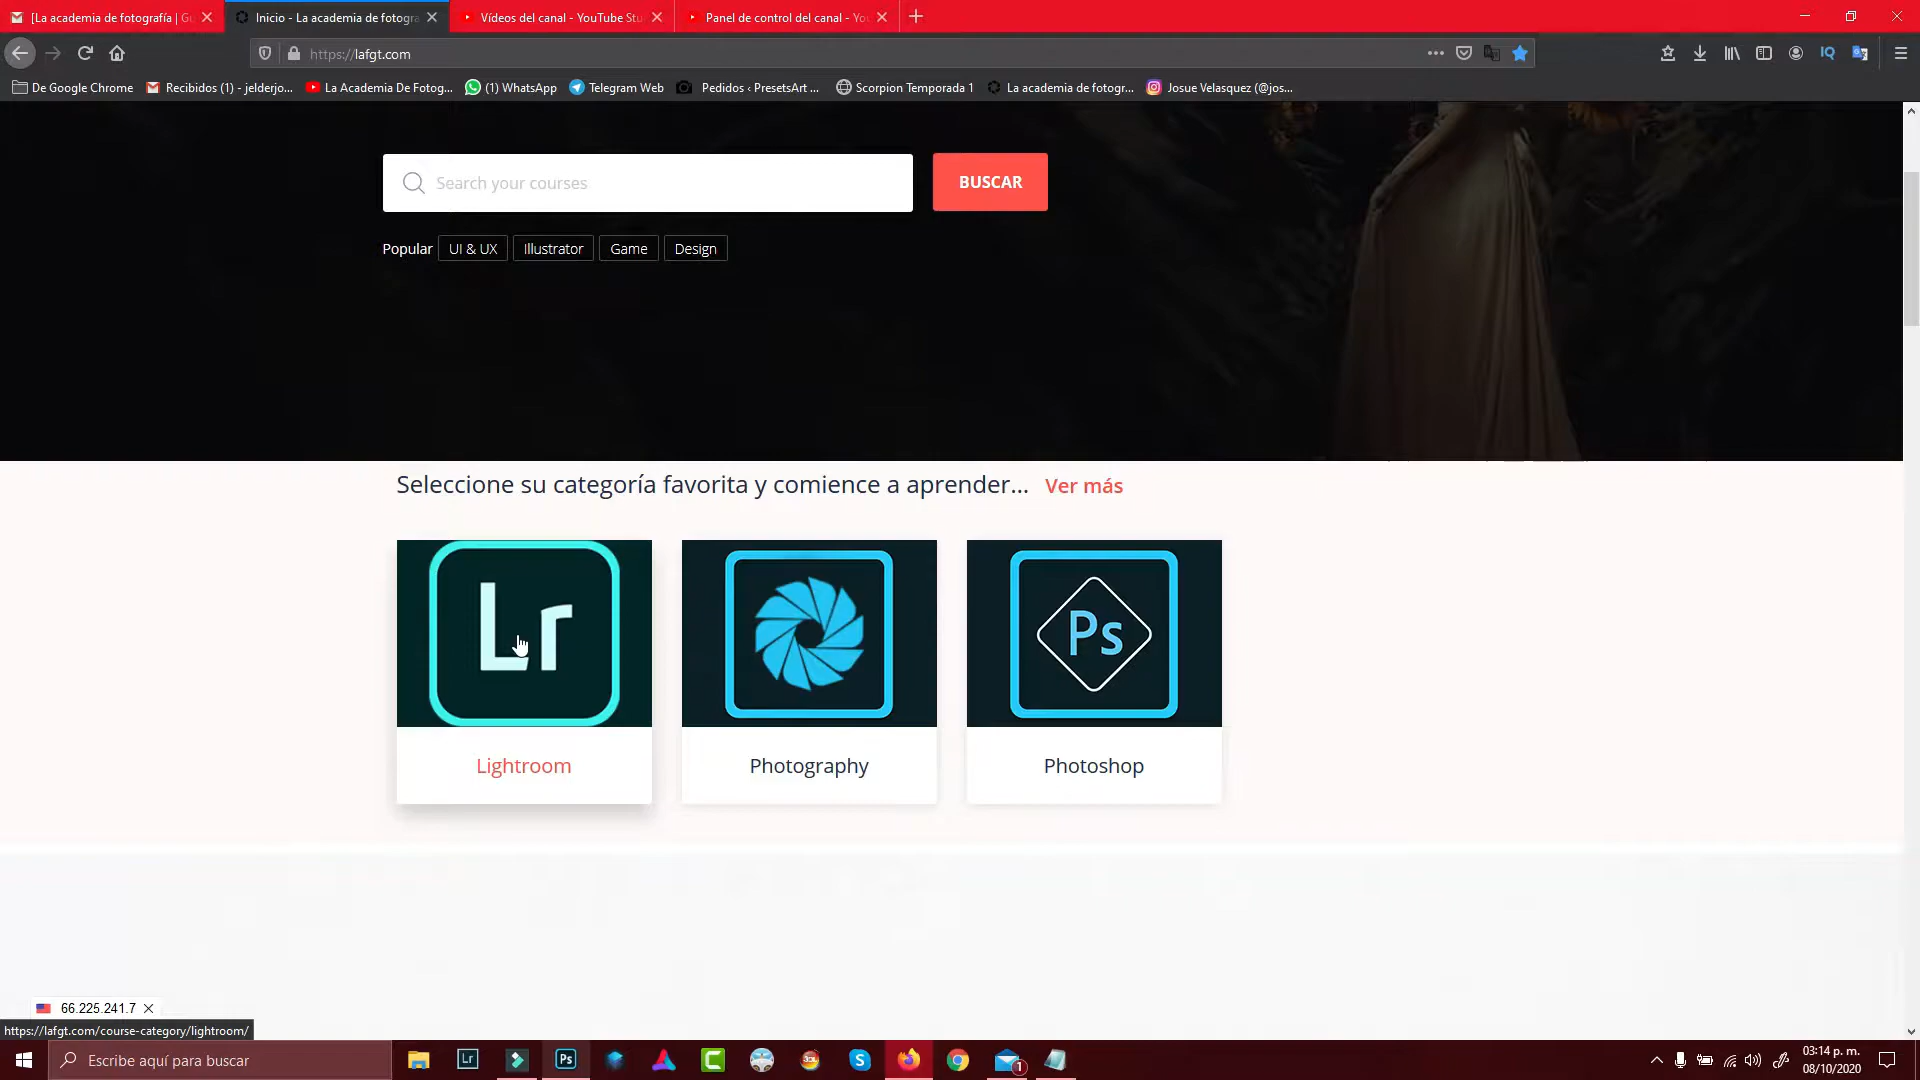 [La academia de fotografía | Gu
Inicio - La academia de fotogra
Vídeos del canal - YouTube Stu
Panel de control del canal - You
https://lafgt.com
De Google Chrome
Recibidos (1) - jelderjo...
La Academia De Fotog...
(1) WhatsApp
Telegram Web
Pedidos ‹ PresetsArt ...
Scorpion Temporada 1
La academia de fotogr...
Josue Velasquez (@jos...
IQ
Search your courses
BUSCAR
Popular
UI & UX
Illustrator
Game
Design
Seleccione su categoría favorita y comience a aprender... Ver más
Lr
Ps
Lightroom
Photography
Photoshop
66.225.241.7
https://lafgt.com/course-category/lightroom/
Escribe aquí para buscar
Lr
Ps
1
03:14 p. m.
08/10/2020